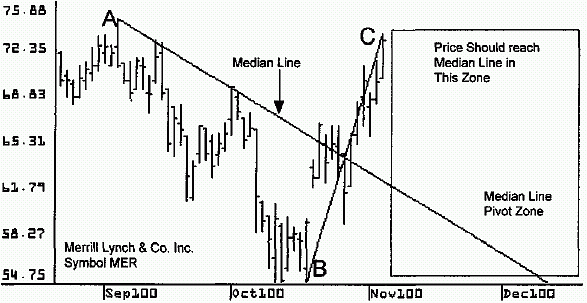 75.88
A
C
72.35
Price Should reach
Median Line in
This Zone
Median Line
68.83
65.31
61.79
Median Line
Pivot Zone
58.27
Merrill Lynch & Co. Inc.
Symbol MER
B
54.75
Sep100
Oct100
Nov100
Dec100